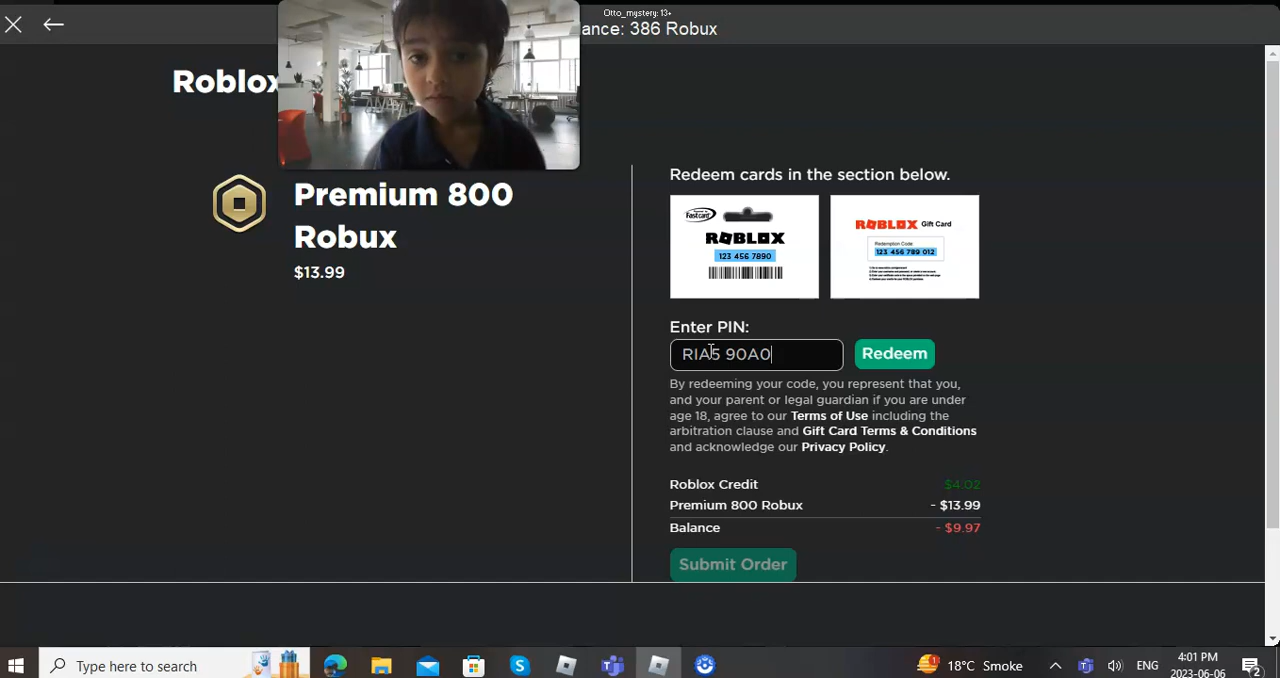 Otto_mystery: 13+
ance: 386 Robux
Roblox
Premium 800
Robux
$13.99
Redeem cards in the section below.
Fastcard
ROBLOX
123 456 7890
ROBLOX Gift Card
Redemption Code:
123 456 789 012
Enter PIN:
RIA5 90A0
Redeem
By redeeming your code, you represent that you,
and your parent or legal guardian if you are under
age 18, agree to our Terms of Use including the
arbitration clause and Gift Card Terms & Conditions
and acknowledge our Privacy Policy.
Roblox Credit $4.02
Premium 800 Robux - $13.99
Balance - $9.97
Submit Order
Type here to search
18°C Smoke
ENG
4:01 PM
2023-06-06
2